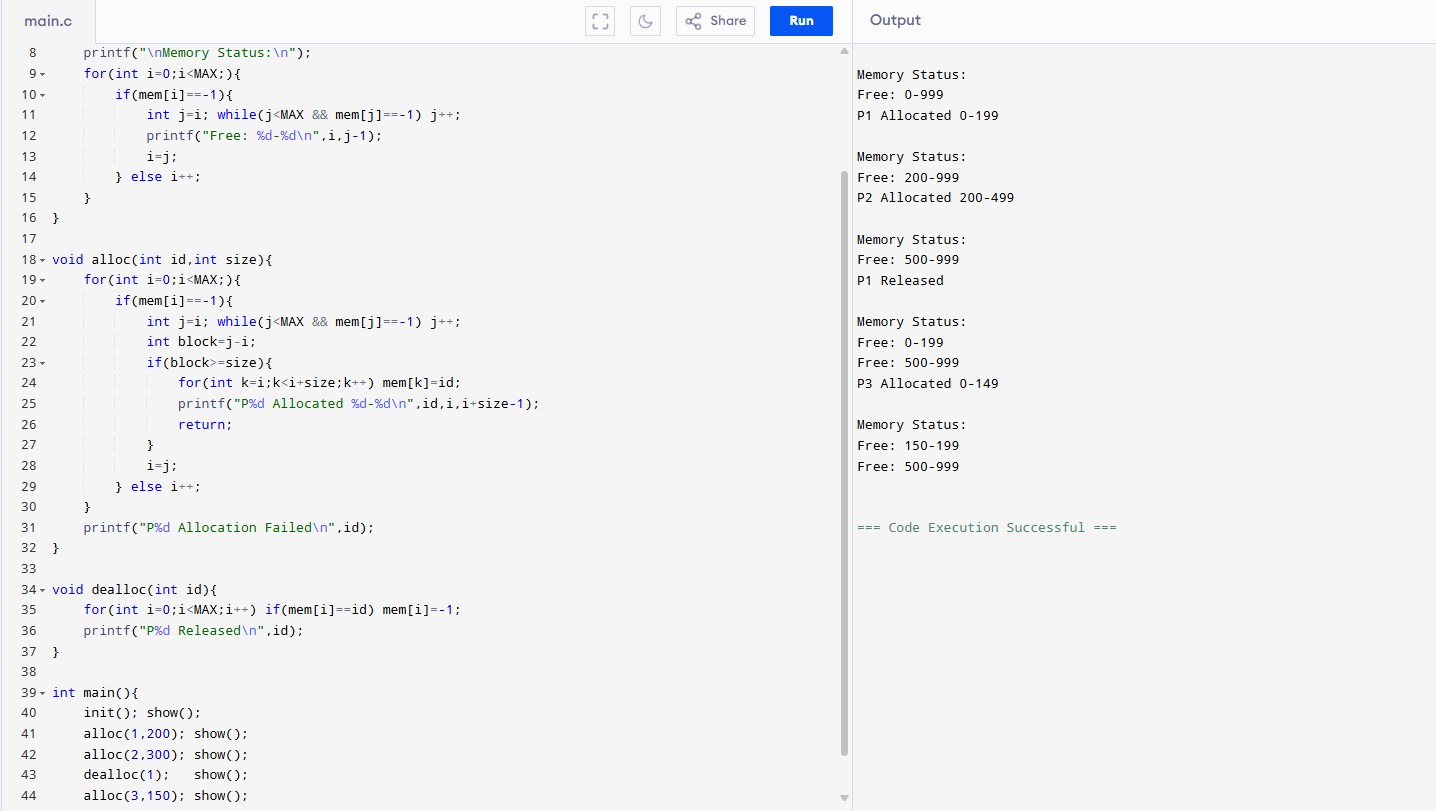 main.c
Share
Run
Output
8     printf("\nMemory Status:\n");
9     for(int i=0;i<MAX;){
10         if(mem[i]==-1){
11             int j=i; while(j<MAX && mem[j]==-1) j++;
12             printf("Free: %d-%d\n",i,j-1);
13             i=j;
14         } else i++;
15     }
16 }
17
18 void alloc(int id,int size){
19     for(int i=0;i<MAX;){
20         if(mem[i]==-1){
21             int j=i; while(j<MAX && mem[j]==-1) j++;
22             int block=j-i;
23             if(block>=size){
24                 for(int k=i;k<i+size;k++) mem[k]=id;
25                 printf("P%d Allocated %d-%d\n",id,i,i+size-1);
26                 return;
27             }
28             i=j;
29         } else i++;
30     }
31     printf("P%d Allocation Failed\n",id);
32 }
33
34 void dealloc(int id){
35     for(int i=0;i<MAX;i++) if(mem[i]==id) mem[i]=-1;
36     printf("P%d Released\n",id);
37 }
38
39 int main(){
40     init(); show();
41     alloc(1,200); show();
42     alloc(2,300); show();
43     dealloc(1);   show();
44     alloc(3,150); show();
Memory Status:
Free: 0-999
P1 Allocated 0-199
Memory Status:
Free: 200-999
P2 Allocated 200-499
Memory Status:
Free: 500-999
P1 Released
Memory Status:
Free: 0-199
Free: 500-999
P3 Allocated 0-149
Memory Status:
Free: 150-199
Free: 500-999
=== Code Execution Successful ===